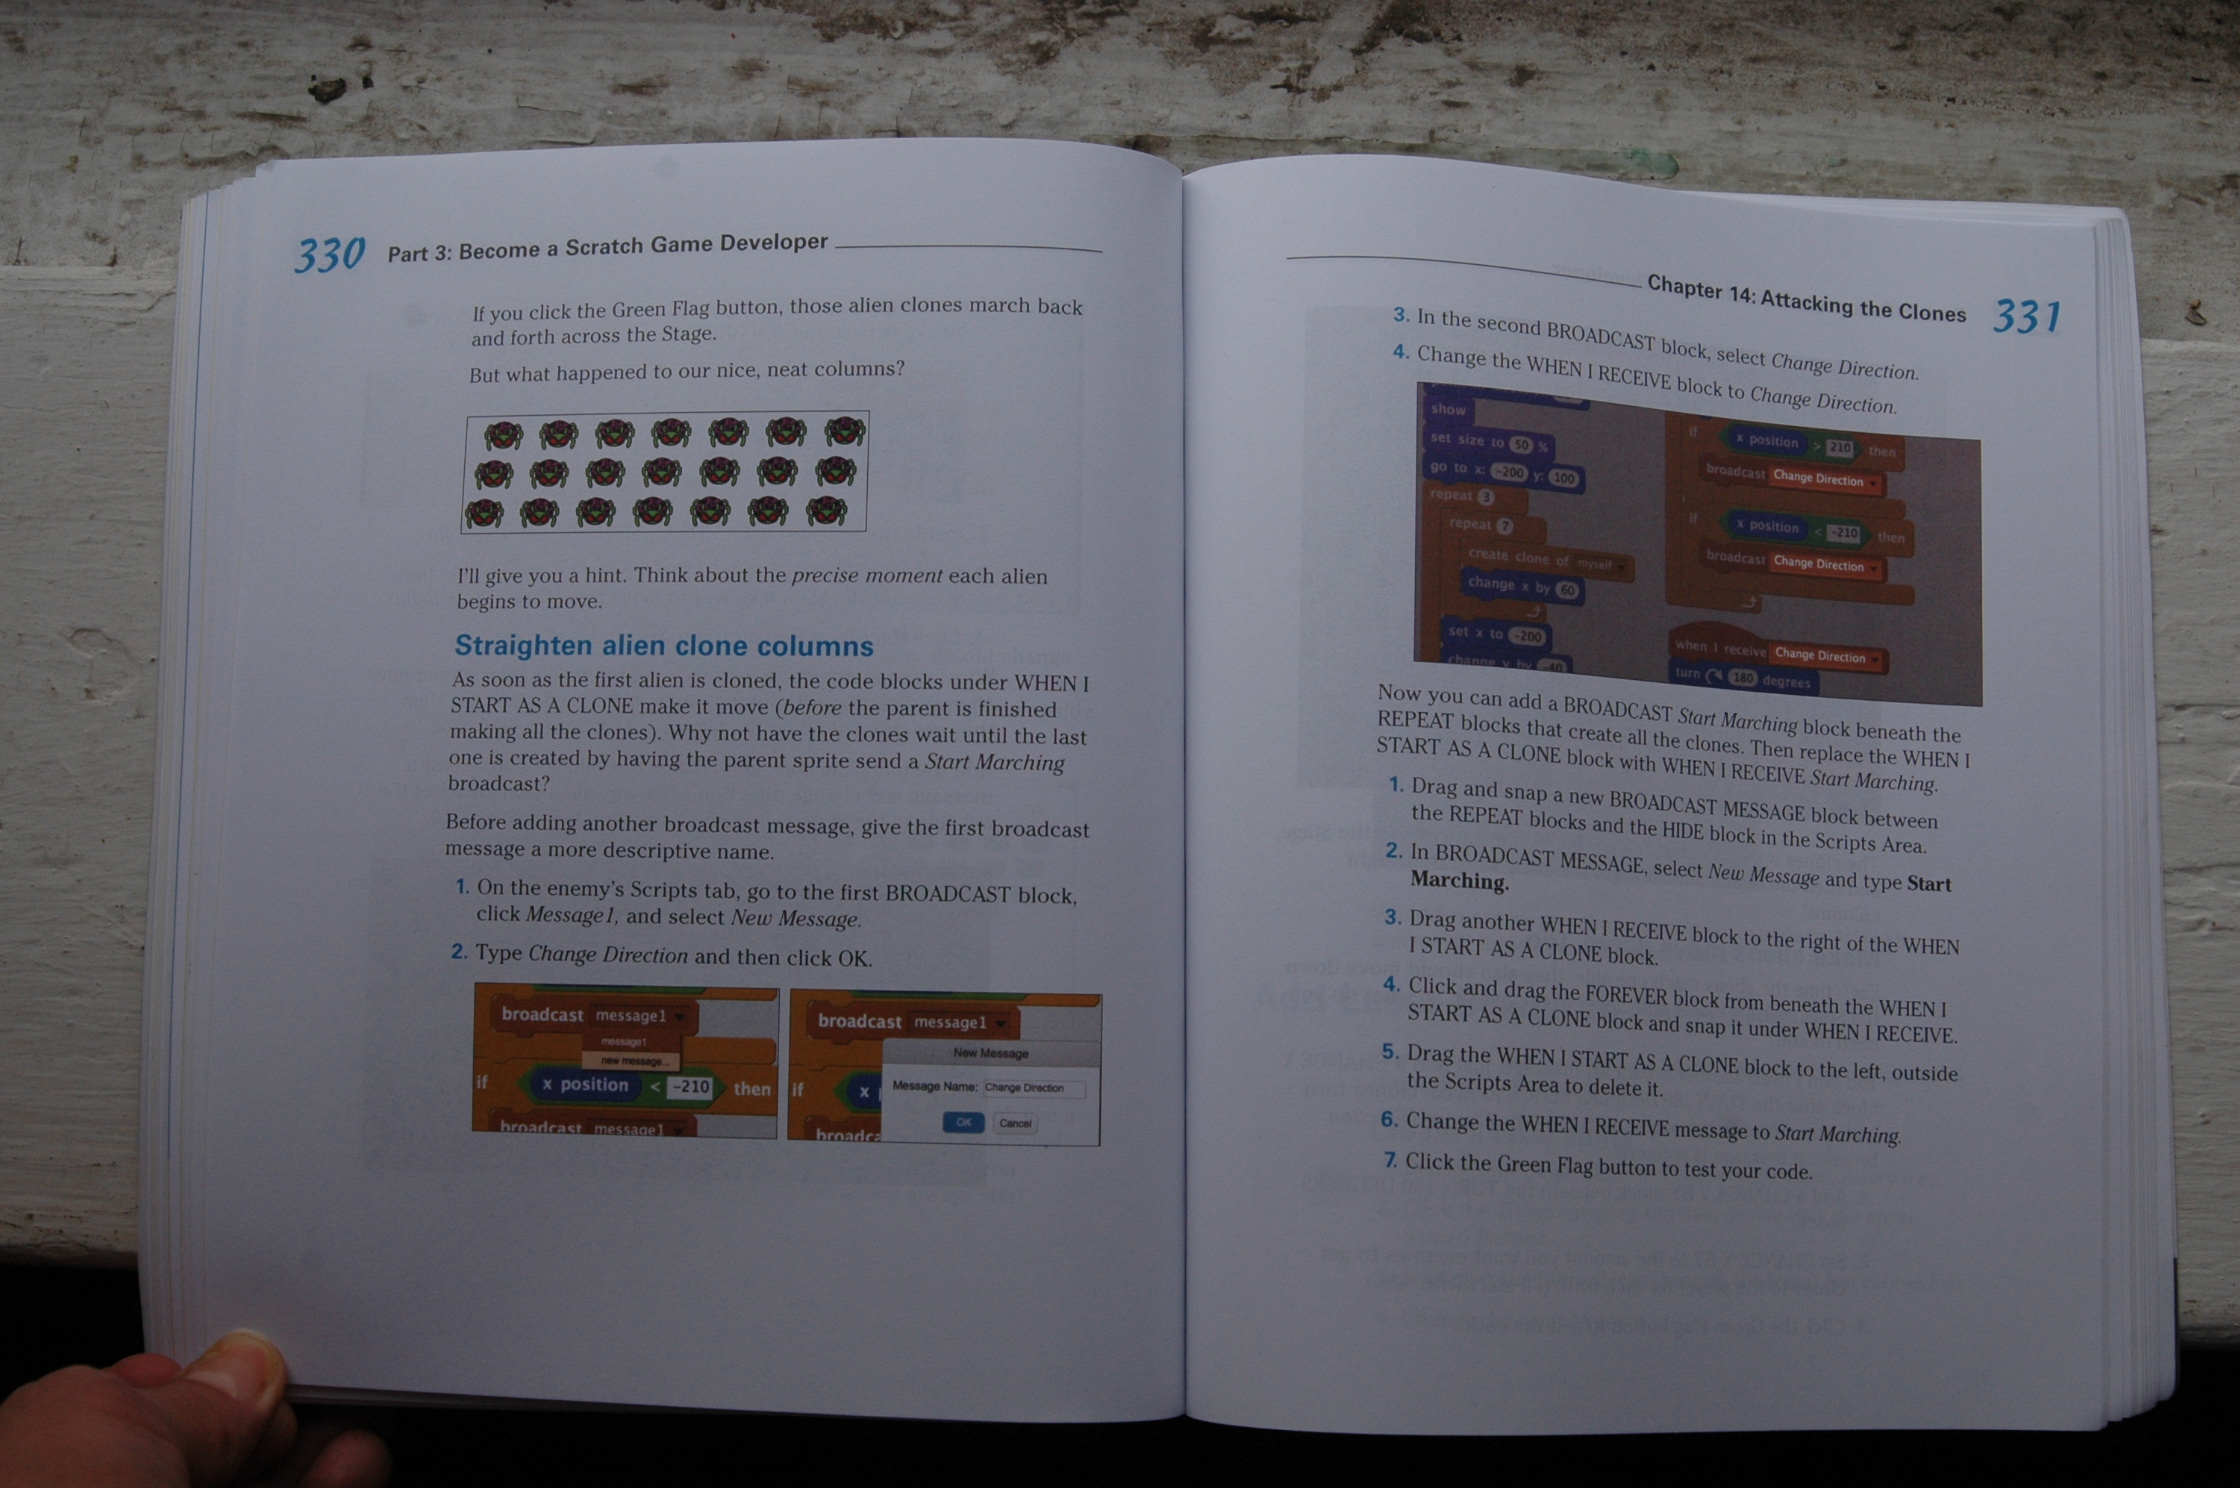 330 Part 3: Become a Scratch Game Developer
If you click the Green Flag button, those alien clones march back
and forth across the Stage.
But what happened to our nice, neat columns?
I'll give you a hint. Think about the precise moment each alien
begins to move.
Straighten alien clone columns
As soon as the first alien is cloned, the code blocks under WHEN I
START AS A CLONE make it move (before the parent is finished
making all the clones). Why not have the clones wait until the last
one is created by having the parent sprite send a Start Marching
broadcast?
Before adding another broadcast message, give the first broadcast
message a more descriptive name.
1. On the enemy's Scripts tab, go to the first BROADCAST block,
click Message1, and select New Message.
2. Type Change Direction and then click OK.
broadcast message1
message1
new message...
if x position < -210 then
broadcast message1
broadcast message1
New Message
Message Name: Change Direction
if x
OK Cancel
broadca
Chapter 14: Attacking the Clones 331
3. In the second BROADCAST block, select Change Direction.
4. Change the WHEN I RECEIVE block to Change Direction.
show
set size to 50 %
go to x: -200 y: 100
repeat 3
repeat 7
create clone of myself
change x by 60
set x to -200
change y by -40
if x position > 210 then
broadcast Change Direction
if x position < -210 then
broadcast Change Direction
when I receive Change Direction
turn 180 degrees
Now you can add a BROADCAST Start Marching block beneath the
REPEAT blocks that create all the clones. Then replace the WHEN I
START AS A CLONE block with WHEN I RECEIVE Start Marching.
1. Drag and snap a new BROADCAST MESSAGE block between
the REPEAT blocks and the HIDE block in the Scripts Area.
2. In BROADCAST MESSAGE, select New Message and type Start
Marching.
3. Drag another WHEN I RECEIVE block to the right of the WHEN
I START AS A CLONE block.
4. Click and drag the FOREVER block from beneath the WHEN I
START AS A CLONE block and snap it under WHEN I RECEIVE.
5. Drag the WHEN I START AS A CLONE block to the left, outside
the Scripts Area to delete it.
6. Change the WHEN I RECEIVE message to Start Marching.
7. Click the Green Flag button to test your code.